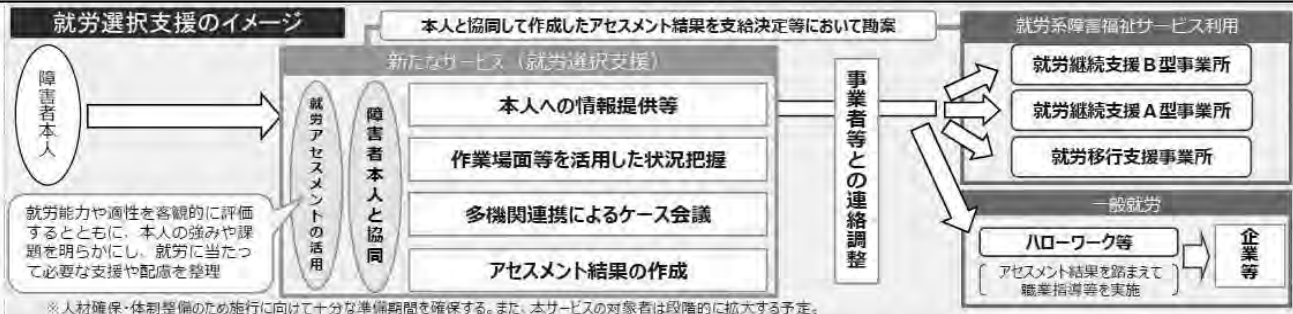 就労選択支援のイメージ
本人と協同して作成したアセスメント結果を支給決定等において勘案
就労系障害福祉サービス利用
障害者本人
新たなサービス（就労選択支援）
就労アセスメントの活用
障害者本人と協同
本人への情報提供等
作業場面等を活用した状況把握
多機関連携によるケース会議
アセスメント結果の作成
事業者等との連絡調整
就労継続支援B型事業所
就労継続支援A型事業所
就労移行支援事業所
一般就労
ハローワーク等
アセスメント結果を踏まえて
職業指導等を実施
企業等
就労能力や適性を客観的に評価
するとともに、本人の強みや課
題を明らかにし、就労に当たっ
て必要な支援や配慮を整理
※人材確保・体制整備のため施行に向けて十分な準備期間を確保する。また、本サービスの対象者は段階的に拡大する予定。